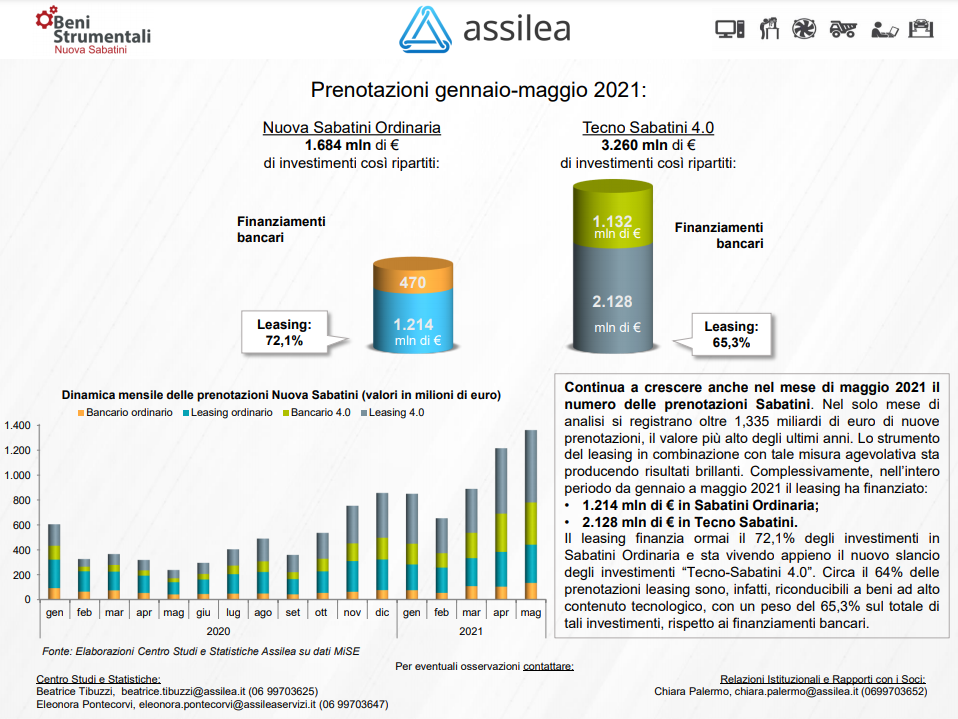 Beni
Strumentali
Nuova Sabatini
assilea
Prenotazioni gennaio-maggio 2021:
Nuova Sabatini Ordinaria
1.684 mln di €
di investimenti così ripartiti:
Tecno Sabatini 4.0
3.260 mln di €
di investimenti così ripartiti:
Finanziamenti
bancari
470
1.214
mln di €
Leasing:
72,1%
1.132
mln di €
2.128
mln di €
Finanziamenti
bancari
Leasing:
65,3%
Dinamica mensile delle prenotazioni Nuova Sabatini (valori in milioni di euro)
Bancario ordinario Leasing ordinario Bancario 4.0 Leasing 4.0
1.400
1.200
1.000
800
600
400
200
0
gen feb mar apr mag giu lug ago set ott nov dic gen feb mar apr mag
2020 2021
Fonte: Elaborazioni Centro Studi e Statistiche Assilea su dati MiSE
Continua a crescere anche nel mese di maggio 2021 il
numero delle prenotazioni Sabatini. Nel solo mese di
analisi si registrano oltre 1,335 miliardi di euro di nuove
prenotazioni, il valore più alto degli ultimi anni. Lo strumento
del leasing in combinazione con tale misura agevolativa sta
producendo risultati brillanti. Complessivamente, nell'intero
periodo da gennaio a maggio 2021 il leasing ha finanziato:
• 1.214 mln di € in Sabatini Ordinaria;
• 2.128 mln di € in Tecno Sabatini.
Il leasing finanzia ormai il 72,1% degli investimenti in
Sabatini Ordinaria e sta vivendo appieno il nuovo slancio
degli investimenti "Tecno-Sabatini 4.0". Circa il 64% delle
prenotazioni leasing sono, infatti, riconducibili a beni ad alto
contenuto tecnologico, con un peso del 65,3% sul totale di
tali investimenti, rispetto ai finanziamenti bancari.
Per eventuali osservazioni contattare:
Centro Studi e Statistiche:
Beatrice Tibuzzi, beatrice.tibuzzi@assilea.it (06 99703625)
Eleonora Pontecorvi, eleonora.pontecorvi@assileaservizi.it (06 99703647)
Relazioni Istituzionali e Rapporti con i Soci:
Chiara Palermo, chiara.palermo@assilea.it (0699703652)